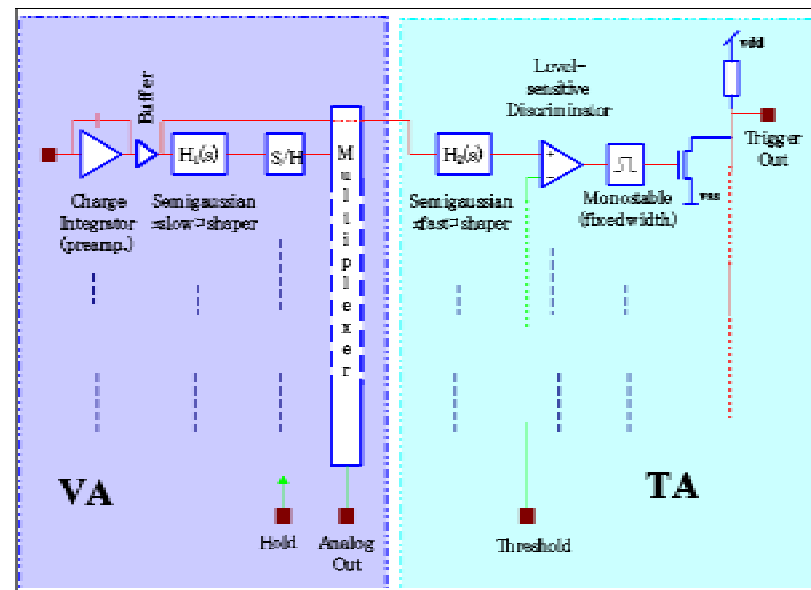 Buffer
H₁(s)
S/H
Multiplexer
Charge
Integrator
(preamp.)
Semigaussian
"slow" shaper
VA
Hold
Analog
Out
Level-
sensitive
Discriminator
H₂(s)
+
−
vdd
Trigger
Out
vss
Semigaussian
"fast" shaper
Monostable
(fixed width)
TA
Threshold